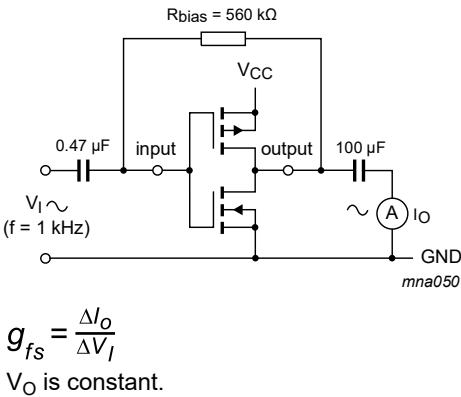 Rbias = 560 kΩ
VCC
0.47 µF
input
output
100 µF
VI
(f = 1 kHz)
A
IO
GND
mna050
gfs = ΔIo / ΔVI
VO is constant.